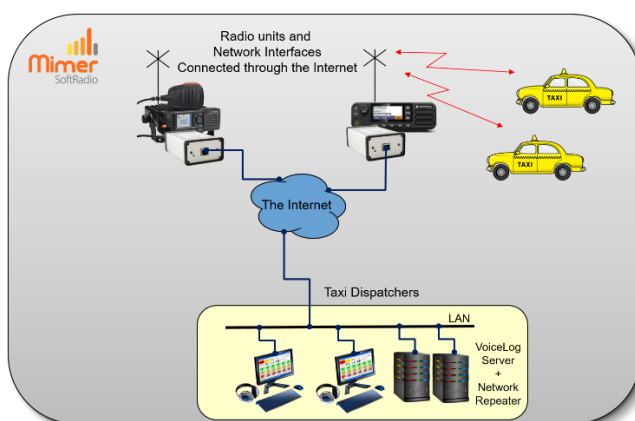 Mimer
SoftRadio
Radio units and
Network Interfaces
Connected through the Internet
TAXI
TAXI
The Internet
Taxi Dispatchers
LAN
VoiceLog
Server
+
Network
Repeater